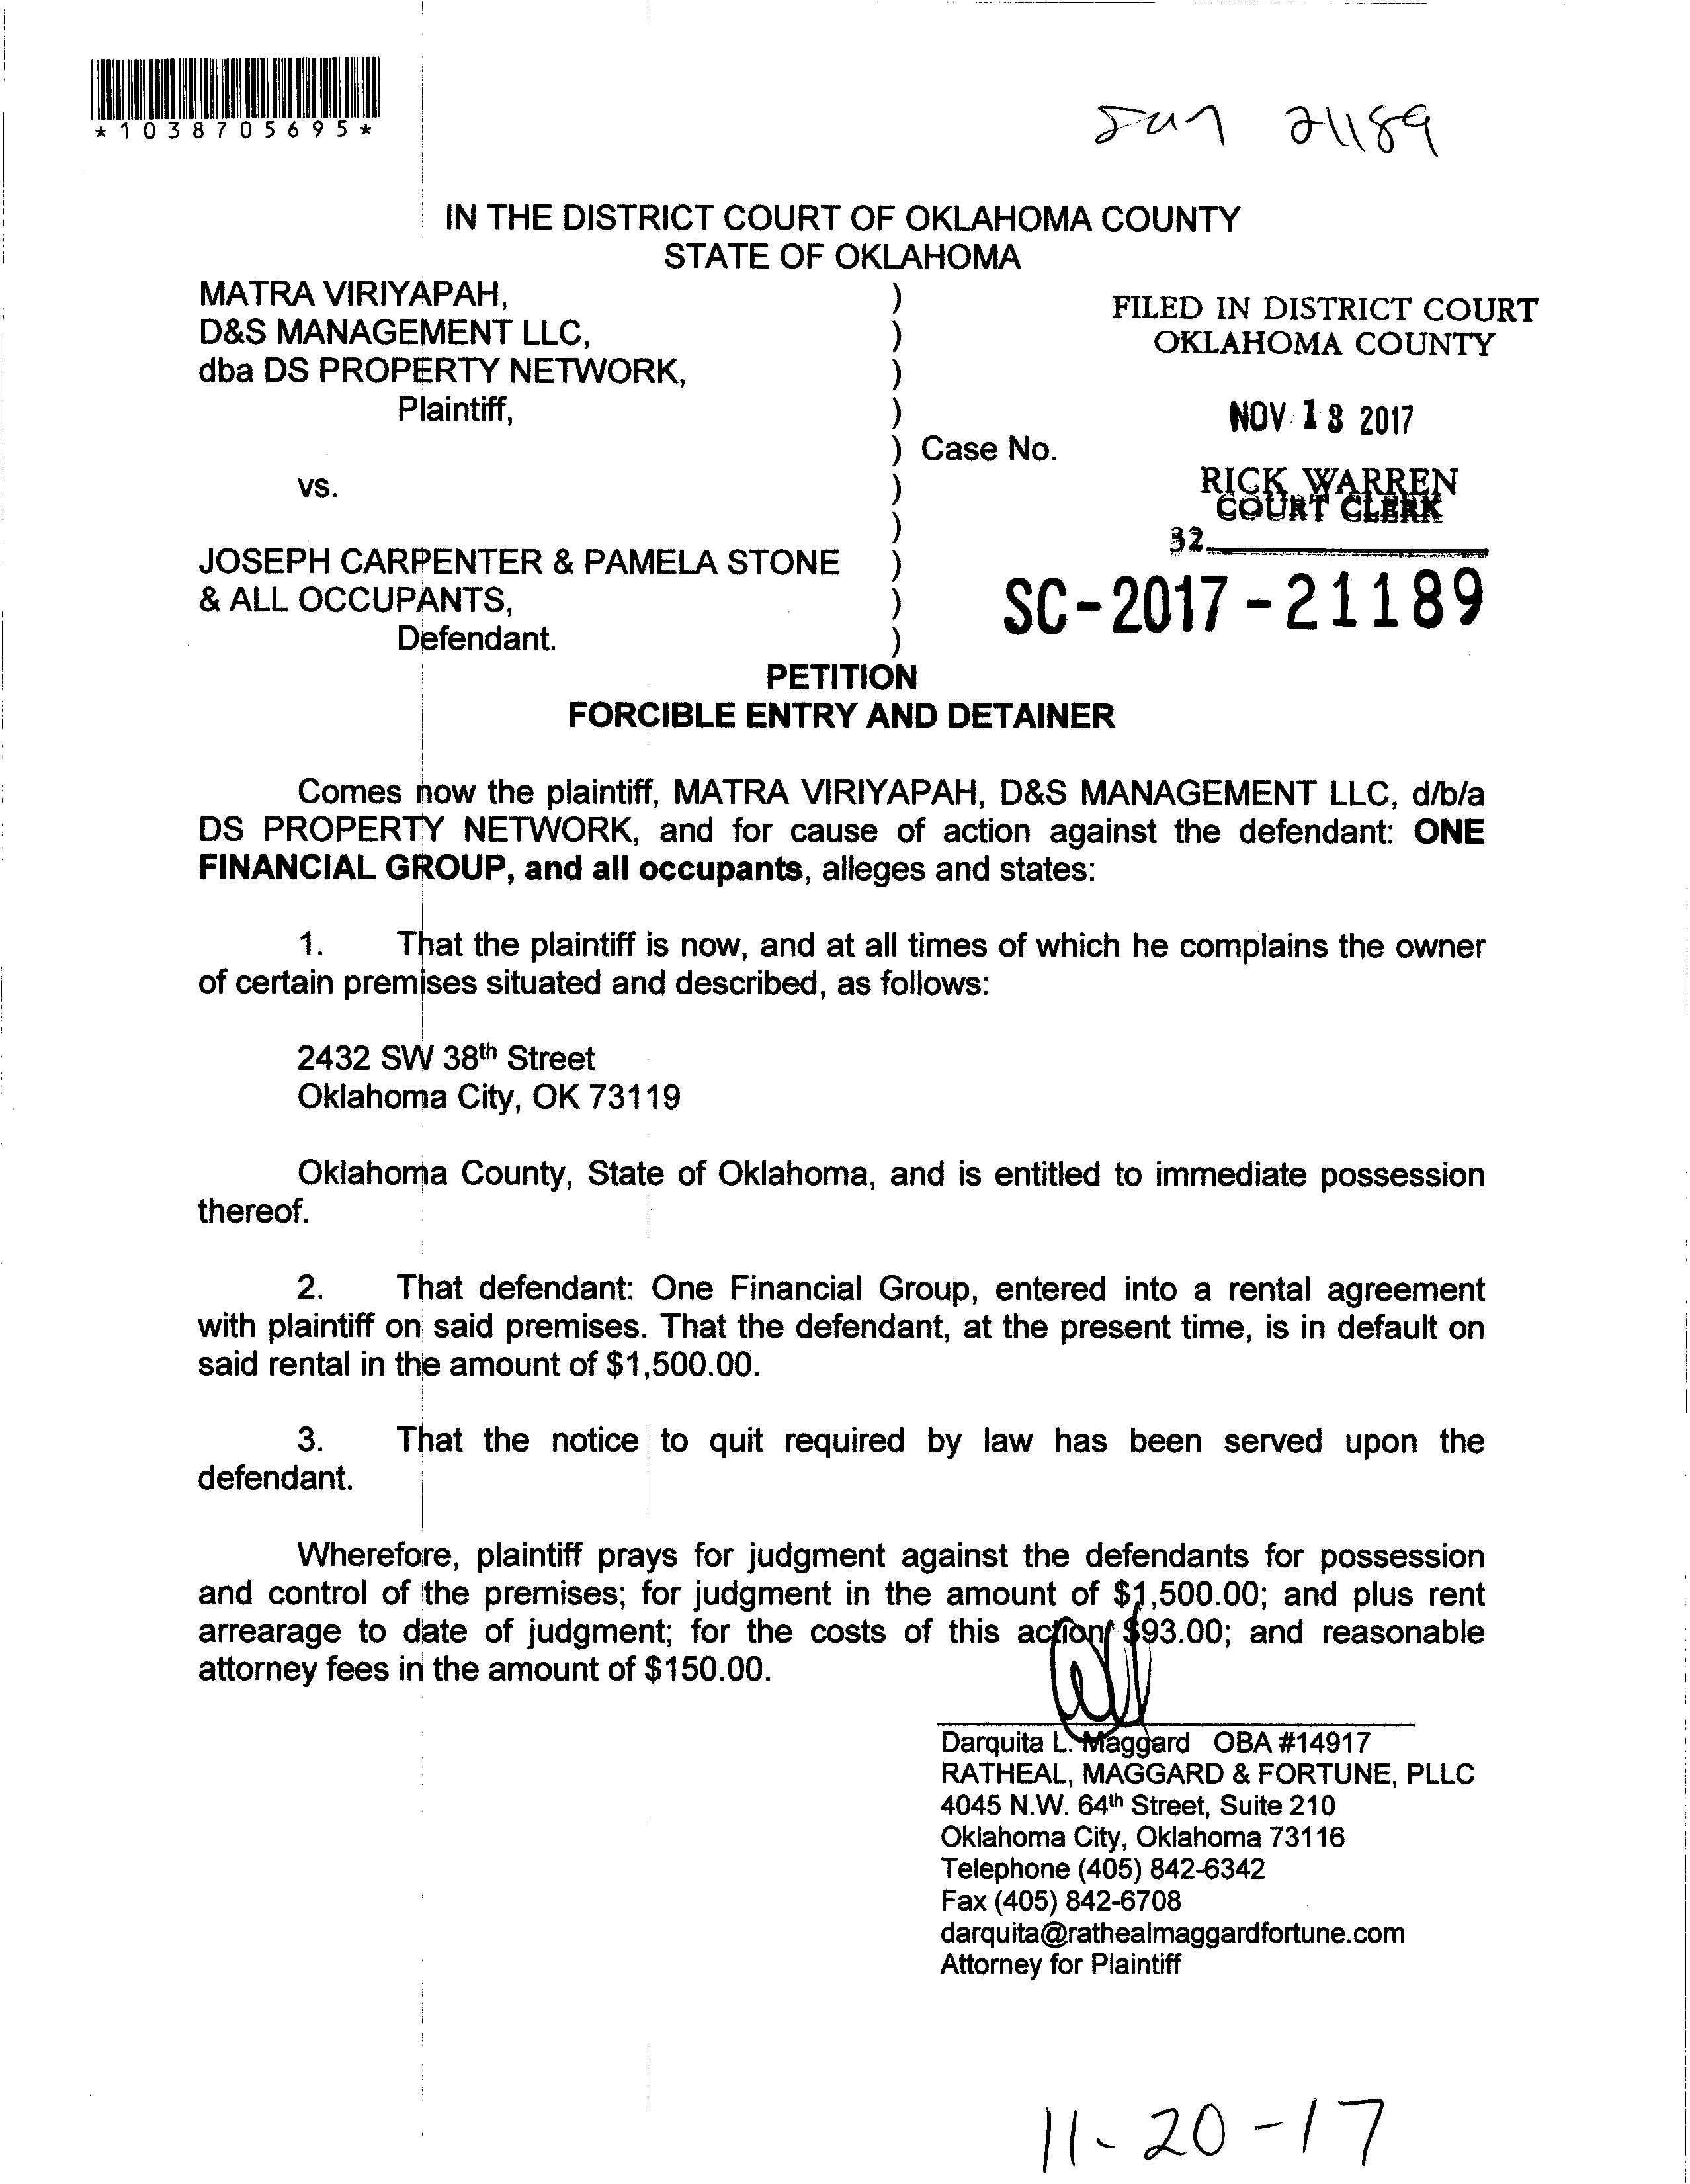 *1038705695*
21189
IN THE DISTRICT COURT OF OKLAHOMA COUNTY
STATE OF OKLAHOMA
MATRA VIRIYAPAH, )
D&S MANAGEMENT LLC, )
dba DS PROPERTY NETWORK, )
Plaintiff, )
) Case No.
vs. )
)
JOSEPH CARPENTER & PAMELA STONE )
& ALL OCCUPANTS, )
Defendant. )
FILED IN DISTRICT COURT
OKLAHOMA COUNTY
NOV 13 2017
RICK WARREN
COURT CLERK
32
SC-2017-21189
PETITION
FORCIBLE ENTRY AND DETAINER
Comes now the plaintiff, MATRA VIRIYAPAH, D&S MANAGEMENT LLC, d/b/a
DS PROPERTY NETWORK, and for cause of action against the defendant: ONE
FINANCIAL GROUP, and all occupants, alleges and states:
1. That the plaintiff is now, and at all times of which he complains the owner
of certain premises situated and described, as follows:
2432 SW 38th Street
Oklahoma City, OK 73119
Oklahoma County, State of Oklahoma, and is entitled to immediate possession
thereof.
2. That defendant: One Financial Group, entered into a rental agreement
with plaintiff on said premises. That the defendant, at the present time, is in default on
said rental in the amount of $1,500.00.
3. That the notice to quit required by law has been served upon the
defendant.
Wherefore, plaintiff prays for judgment against the defendants for possession
and control of the premises; for judgment in the amount of $1,500.00; and plus rent
arrearage to date of judgment; for the costs of this action $93.00; and reasonable
attorney fees in the amount of $150.00.
Darquita L. Maggard OBA #14917
RATHEAL, MAGGARD & FORTUNE, PLLC
4045 N.W. 64th Street, Suite 210
Oklahoma City, Oklahoma 73116
Telephone (405) 842-6342
Fax (405) 842-6708
darquita@rathealmaggardfortune.com
Attorney for Plaintiff
11-20-17